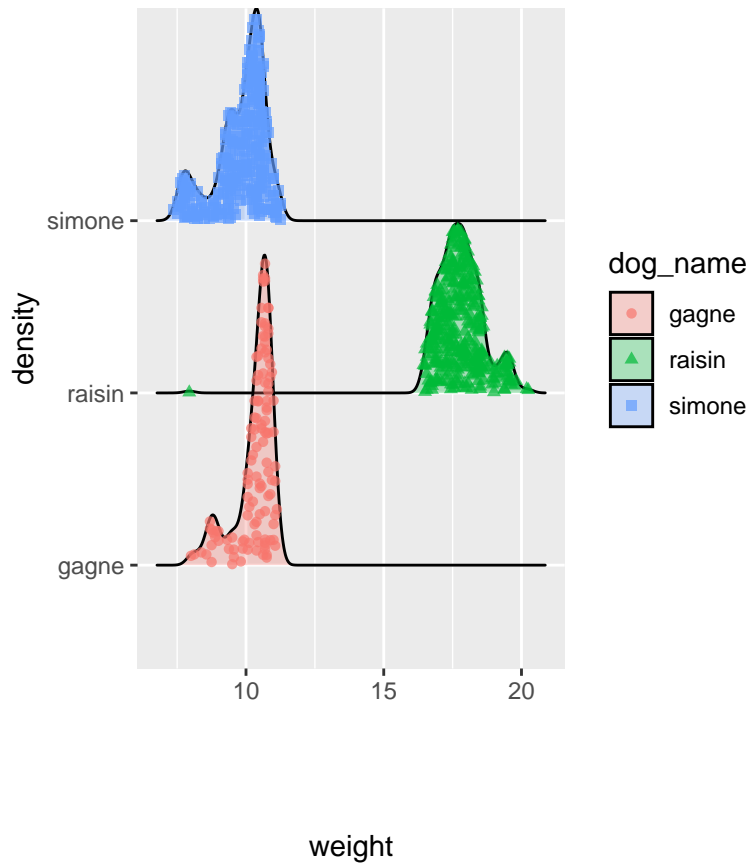 density
simone
raisin
gagne
10 15 20
weight
dog_name
gagne
raisin
simone